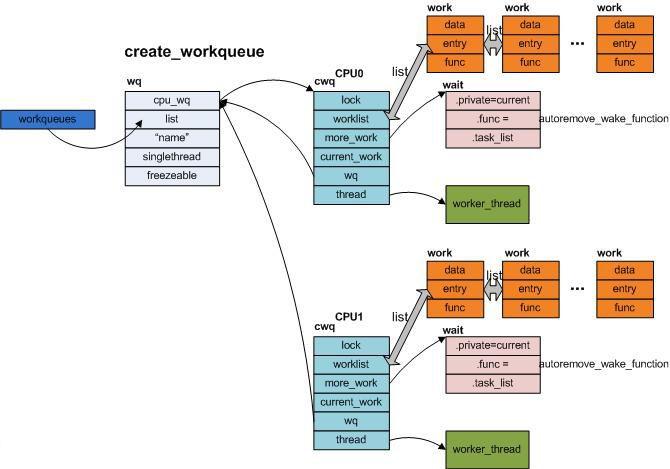 create_workqueue
workqueues
wq
cpu_wq
list
"name"
singlethread
freezeable
CPU0
cwq
lock
worklist
more_work
current_work
wq
thread
list
work
data
entry
func
list
work
data
entry
func
...
work
data
entry
func
wait
.private=current
.func =
autoremove_wake_function
.task_list
worker_thread
CPU1
cwq
lock
worklist
more_work
current_work
wq
thread
list
work
data
entry
func
list
work
data
entry
func
...
work
data
entry
func
wait
.private=current
.func =
autoremove_wake_function
.task_list
worker_thread